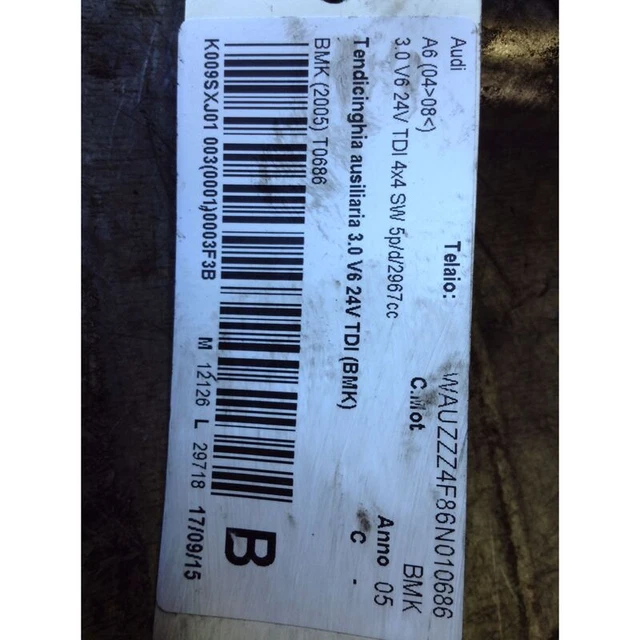 Audi Telaio: WAUZZZ4F86N010686
A6 (04>08<) C.Mot BMK
3.0 V6 24V TDI 4x4 SW 5p/d/2967cc Anno 05
Tendicinghia ausiliaria 3.0 V6 24V TDI (BMK) °C -
BMK (2005) T0686
B
K009SXJ01 003(0001)0003F3B M 12126 L 29718 17/09/15